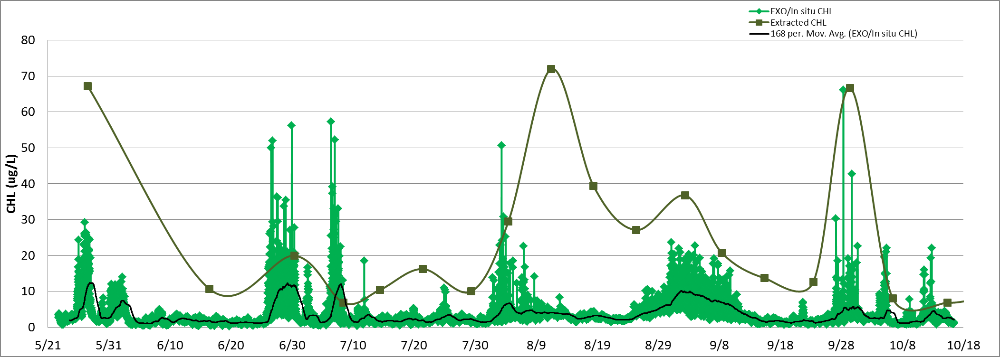 EXO/In situ CHL
Extracted CHL
168 per. Mov. Avg. (EXO/In situ CHL)
80
70
60
50
40
30
20
10
0
CHL (ug/L)
5/21 5/31 6/10 6/20 6/30 7/10 7/20 7/30 8/9 8/19 8/29 9/8 9/18 9/28 10/8 10/18